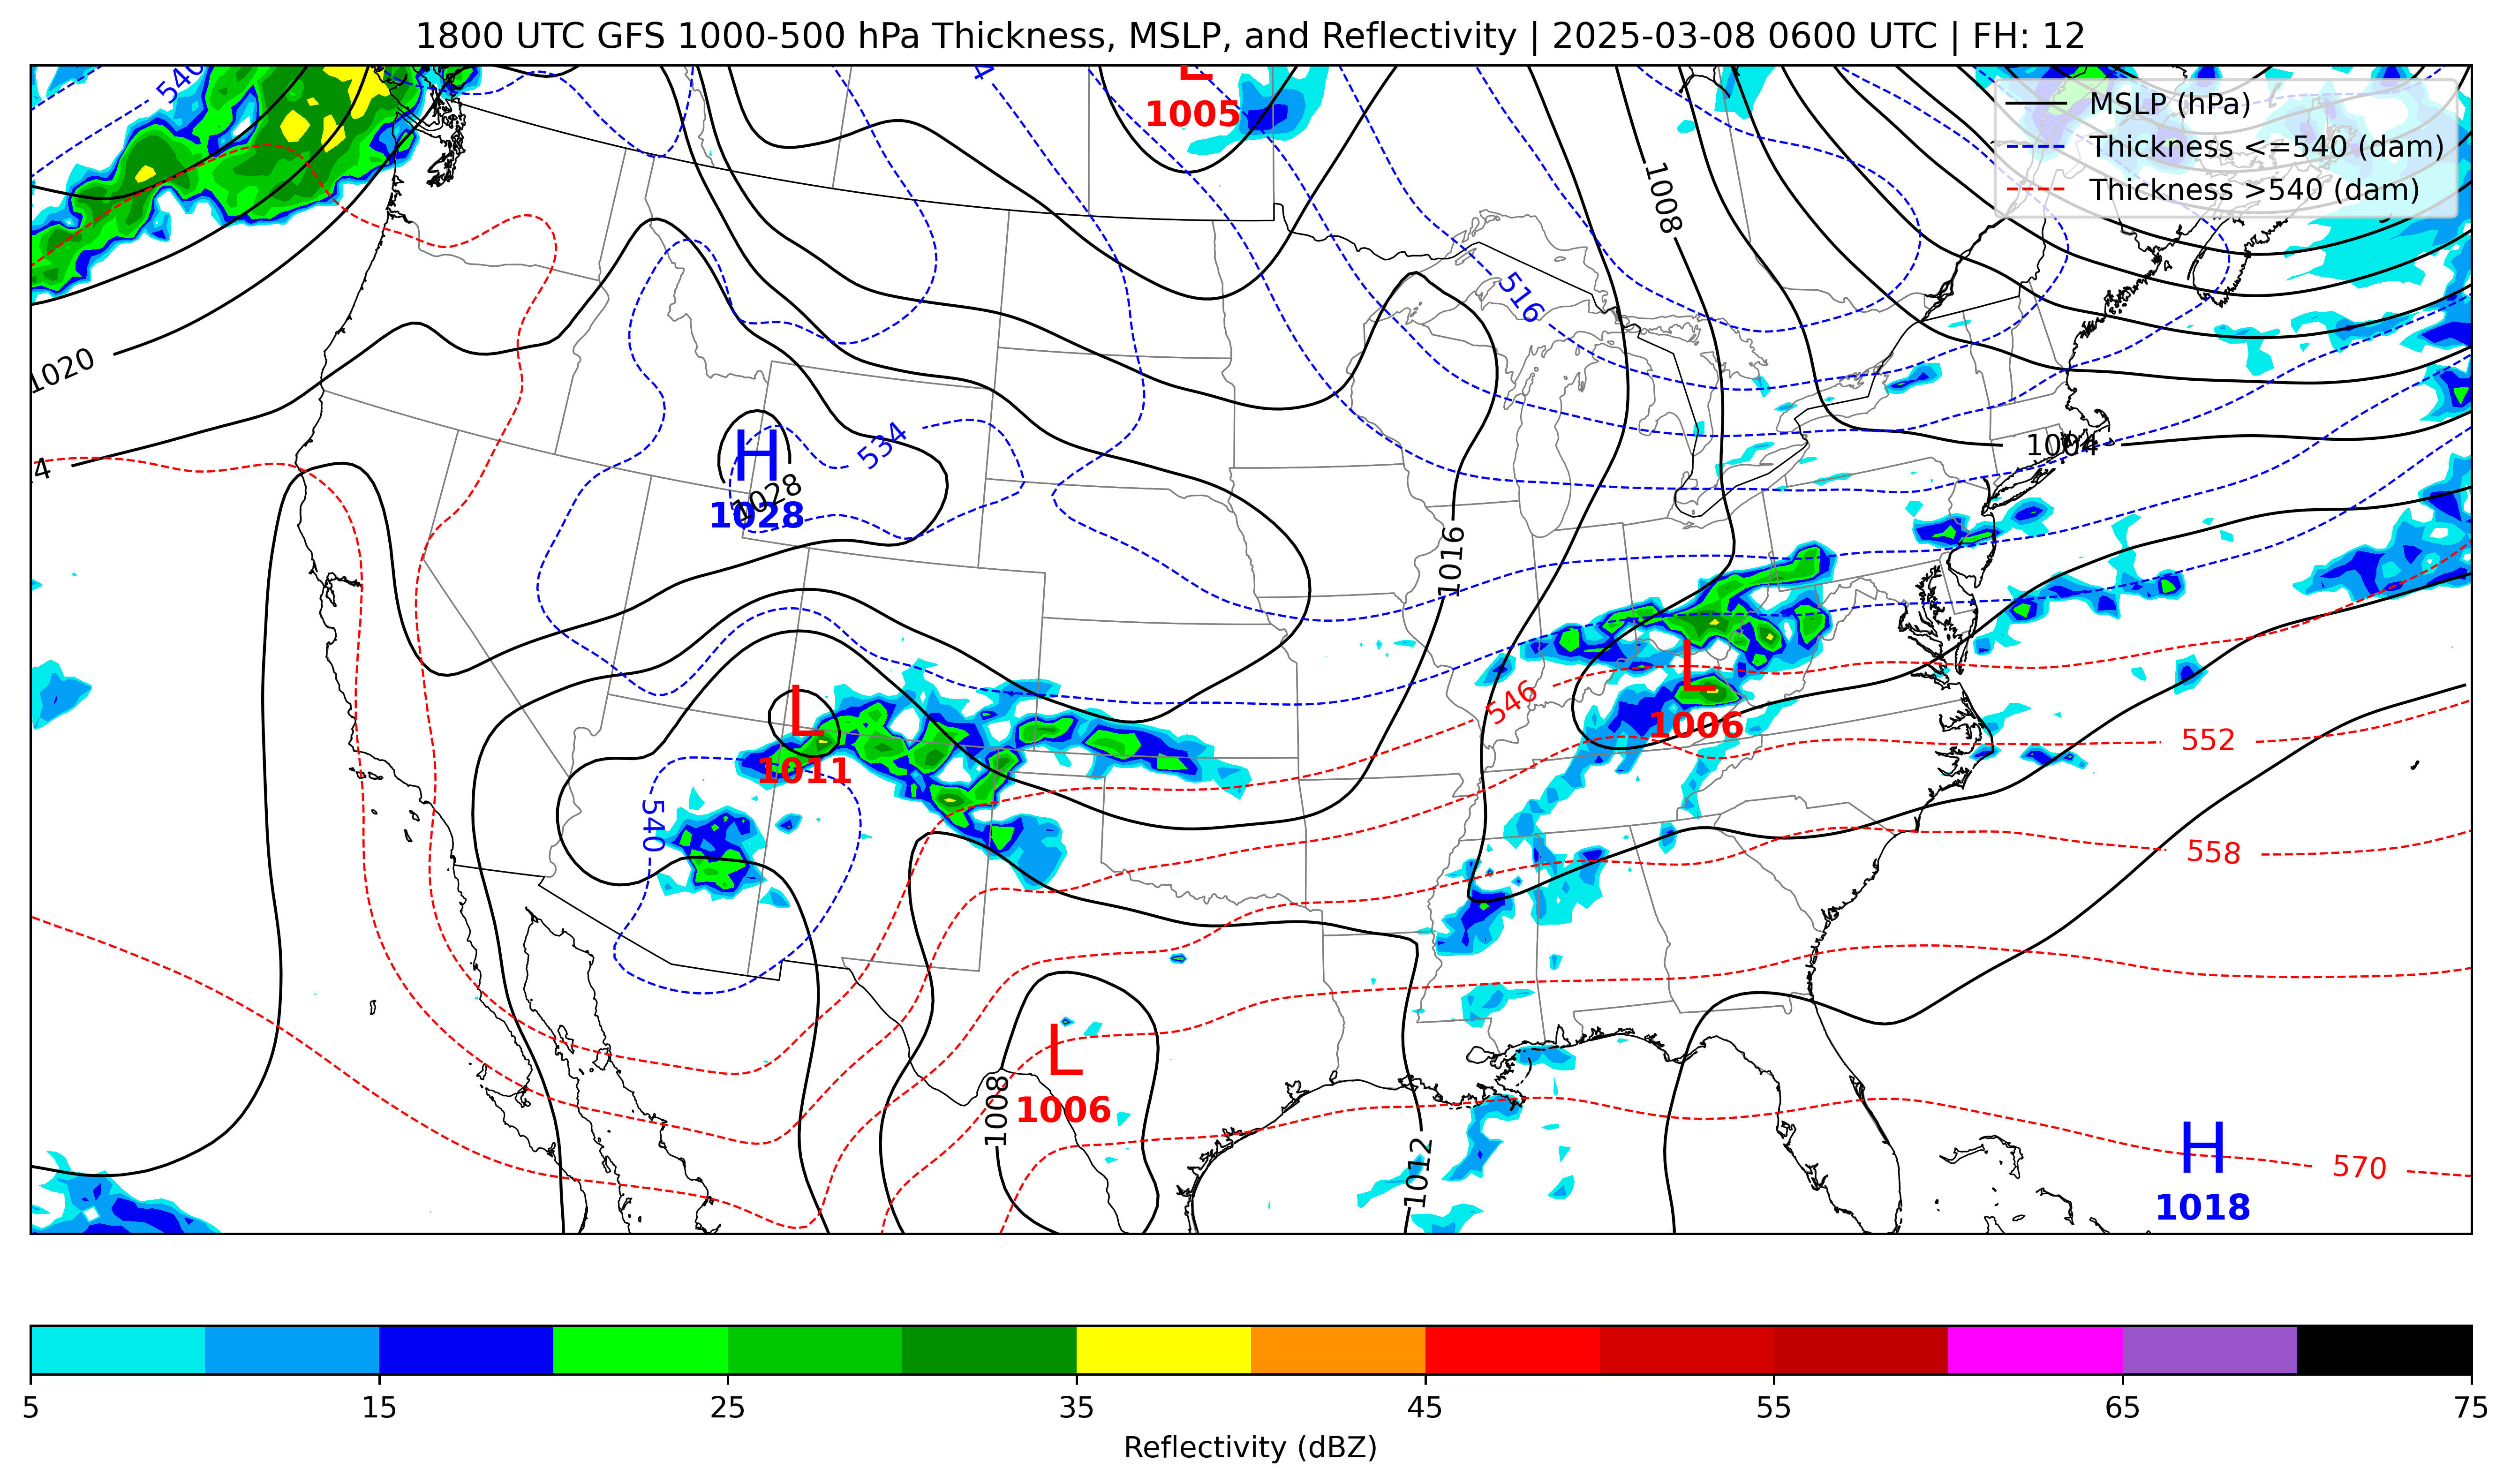 1800 UTC GFS 1000-500 hPa Thickness, MSLP, and Reflectivity | 2025-03-08 0600 UTC | FH: 12
540
L
1005
MSLP (hPa)
Thickness <=540 (dam)
Thickness >540 (dam)
1008
516
1020
4
H
1028
1028
534
1004
1016
L
1006
546
552
L
1011
540
558
L
1006
1008
1012
H
1018
570
5
15
25
35
45
55
65
75
Reflectivity (dBZ)